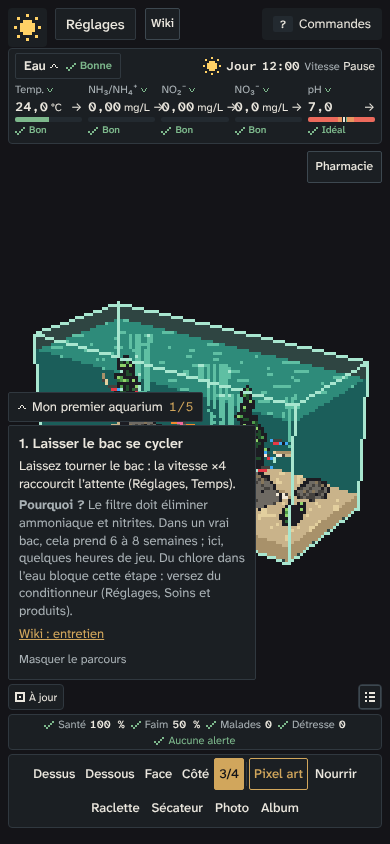 Réglages Wiki ? Commandes
Eau Bonne Jour 12:00 Vitesse Pause
Temp. NH₃/NH₄⁺ NO₂⁻ NO₃⁻ pH
24,0 °C → 0,00 mg/L → 0,00 mg/L → 0,0 mg/L → 7,0 →
Bon Bon Bon Bon Idéal
Pharmacie
Mon premier aquarium 1/5
1. Laisser le bac se cycler
Laissez tourner le bac : la vitesse ×4
raccourcit l'attente (Réglages, Temps).
Pourquoi ? Le filtre doit éliminer
ammoniaque et nitrites. Dans un vrai
bac, cela prend 6 à 8 semaines ; ici,
quelques heures de jeu. Du chlore dans
l'eau bloque cette étape : versez du
conditionneur (Réglages, Soins et
produits).
Wiki : entretien
Masquer le parcours
À jour
Santé 100 % Faim 50 % Malades 0 Détresse 0
Aucune alerte
Dessus Dessous Face Côté 3/4 Pixel art Nourrir
Raclette Sécateur Photo Album